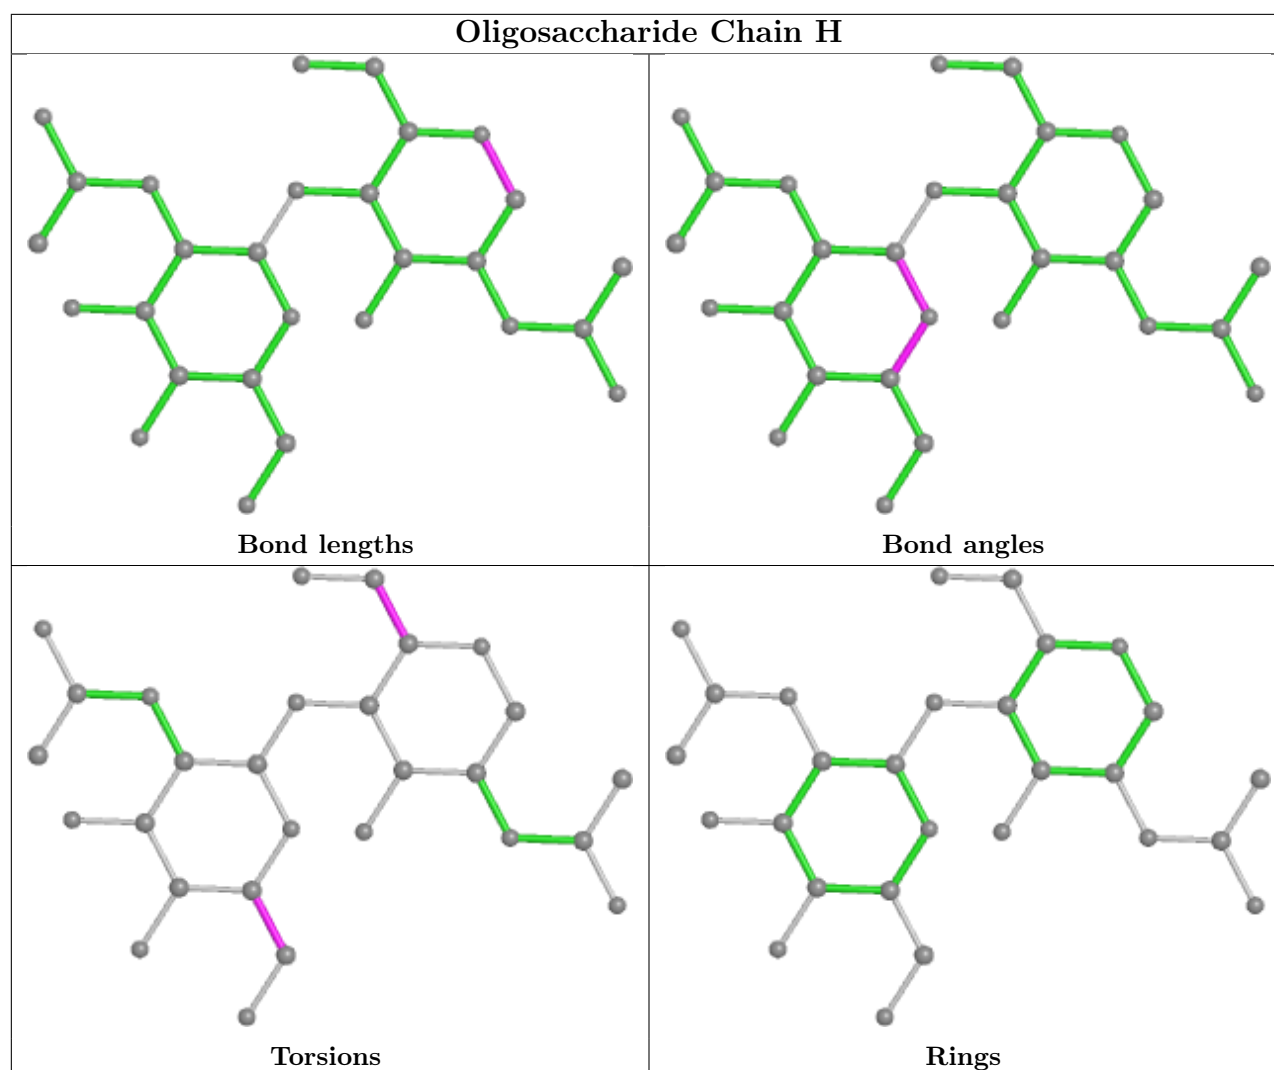 Oligosaccharide Chain H
Bond lengths
Bond angles
Torsions
Rings